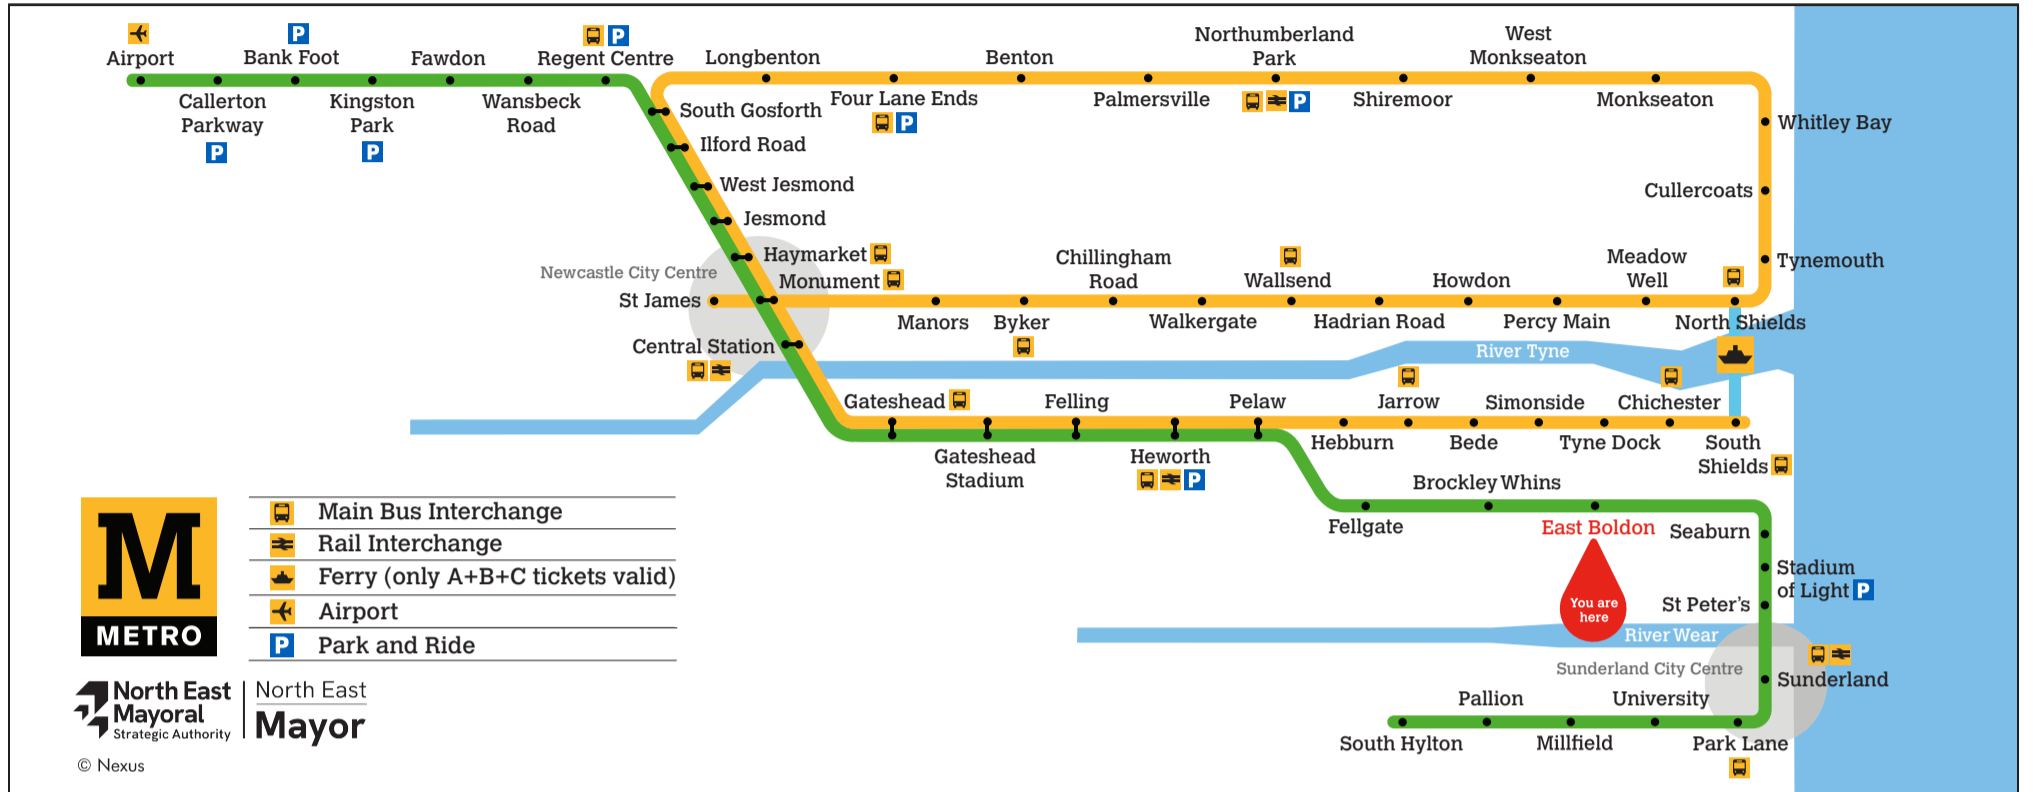 Airport
Callerton
Parkway
P
Bank Foot
P
Kingston
Park
P
Fawdon
Wansbeck
Road
Regent Centre
P
Longbenton
Four Lane Ends
P
Benton
Palmersville
Northumberland
Park
P
Shiremoor
West
Monkseaton
Monkseaton
Whitley Bay
Cullercoats
Tynemouth
South Gosforth
Ilford Road
West Jesmond
Jesmond
Haymarket
Monument
Newcastle City Centre
St James
Central Station
Manors
Byker
Chillingham
Road
Walkergate
Wallsend
Hadrian Road
Howdon
Percy Main
Meadow
Well
North Shields
River Tyne
Gateshead
Gateshead
Stadium
Felling
Heworth
P
Pelaw
Hebburn
Jarrow
Bede
Simonside
Tyne Dock
Chichester
South
Shields
Fellgate
Brockley Whins
East Boldon
You are
here
Seaburn
Stadium
of Light P
St Peter's
River Wear
Sunderland City Centre
Sunderland
Park Lane
University
Millfield
Pallion
South Hylton
M
METRO
Main Bus Interchange
Rail Interchange
Ferry (only A+B+C tickets valid)
Airport
P Park and Ride
North East
Mayoral
Strategic Authority
North East
Mayor
© Nexus